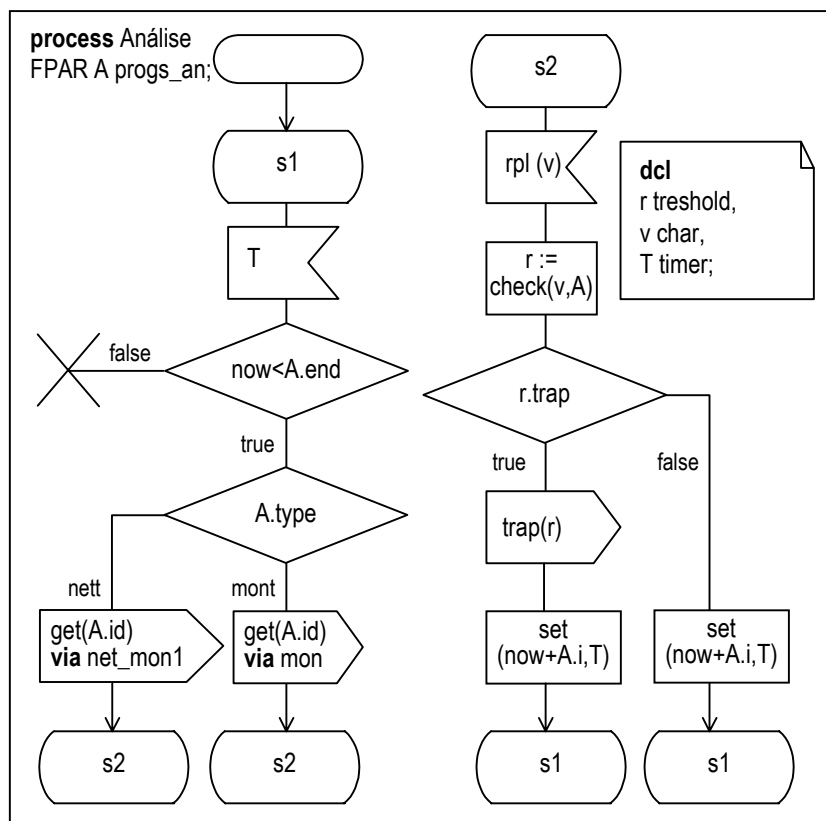 process Análise
FPAR A progs_an;
s1
T
now<A.end
false
true
A.type
nett
mont
get(A.id)
via net_mon1
get(A.id)
via mon
s2
s2
s2
rpl (v)
r :=
check(v,A)
r.trap
true
false
trap(r)
set
(now+A.i,T)
set
(now+A.i,T)
s1
s1
dcl
r treshold,
v char,
T timer;